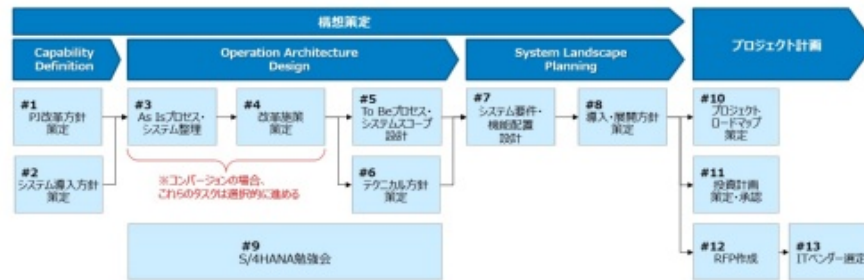 構想策定
プロジェクト計画
Capability
Definition
Operation Architecture
Design
System Landscape
Planning
#1
PJ改革方針
策定
#2
システム導入方針
策定
#3
As Isプロセス・
システム整理
#4
改革施策
策定
※コンバージョンの場合、
これらのタスクは選択的に進める
#5
To Beプロセス・
システムスコープ
設計
#6
テクニカル方針
策定
#9
S/4HANA勉強会
#7
システム要件・
機能配置
設計
#8
導入・展開方針
策定
#10
プロジェクト
ロードマップ
策定
#11
投資計画
策定・承認
#12
RFP作成
#13
ITベンダー選定